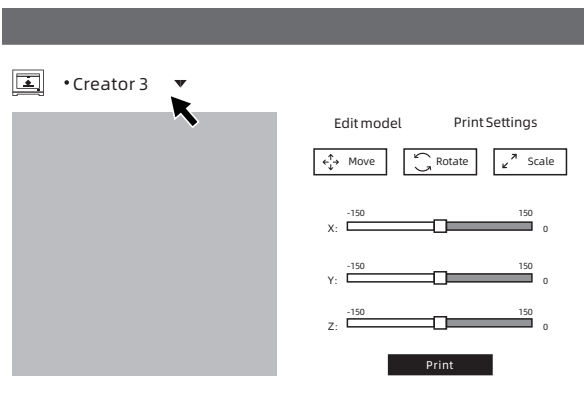 • Creator 3
Edit model Print Settings
Move Rotate Scale
-150 150
X: 0
-150 150
Y: 0
-150 150
Z: 0
Print